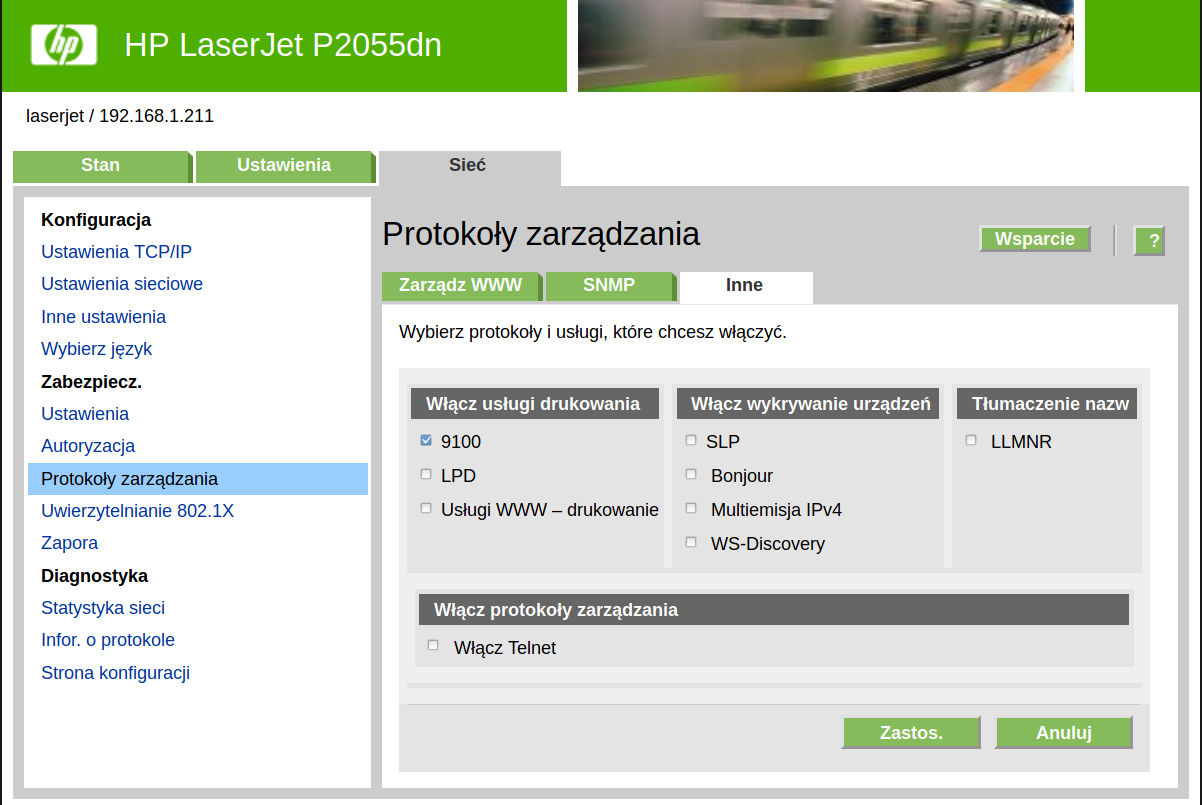 hp HP LaserJet P2055dn
laserjet / 192.168.1.211
Stan Ustawienia Sieć
Konfiguracja
Ustawienia TCP/IP
Ustawienia sieciowe
Inne ustawienia
Wybierz język
Zabezpiecz.
Ustawienia
Autoryzacja
Protokoły zarządzania
Uwierzytelnianie 802.1X
Zapora
Diagnostyka
Statystyka sieci
Infor. o protokole
Strona konfiguracji
Protokoły zarządzania
Wsparcie ?
Zarządz WWW SNMP Inne
Wybierz protokoły i usługi, które chcesz włączyć.
Włącz usługi drukowania
9100
LPD
Usługi WWW – drukowanie
Włącz wykrywanie urządzeń
SLP
Bonjour
Multiemisja IPv4
WS-Discovery
Tłumaczenie nazw
LLMNR
Włącz protokoły zarządzania
Włącz Telnet
Zastos. Anuluj